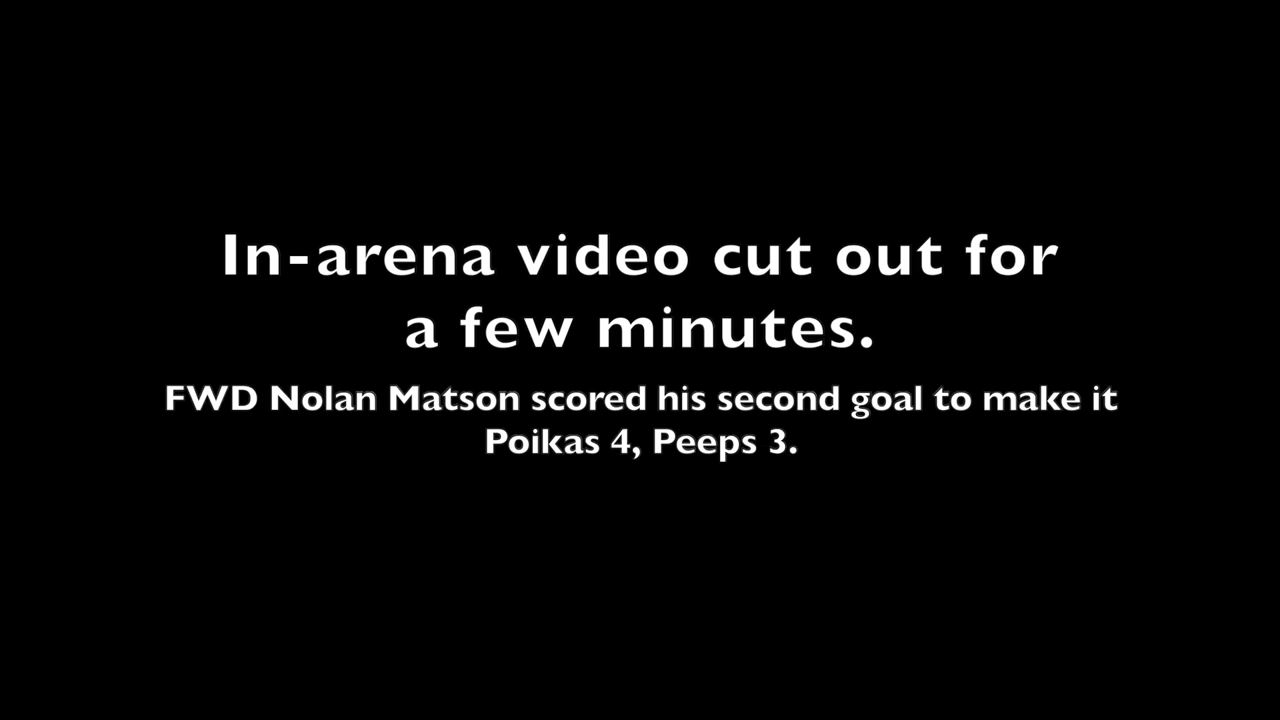 In-arena video cut out for
a few minutes.
FWD Nolan Matson scored his second goal to make it
Poikas 4, Peeps 3.